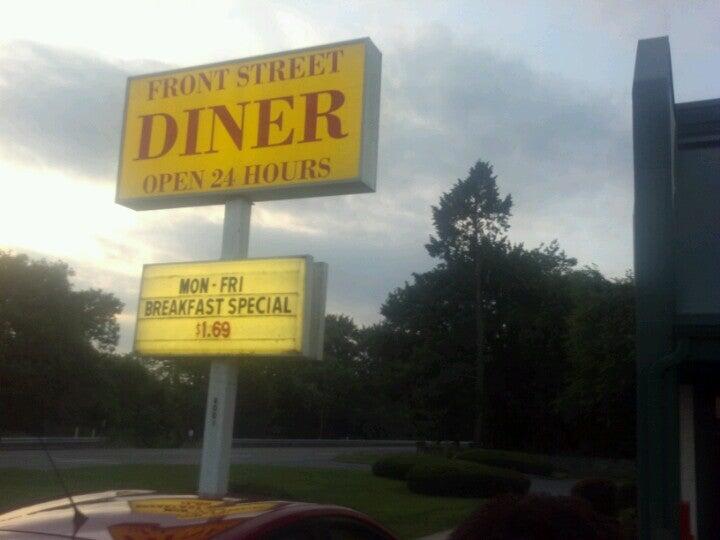 FRONT STREET
DINER
OPEN 24 HOURS
MON - FRI
BREAKFAST SPECIAL
$1.69